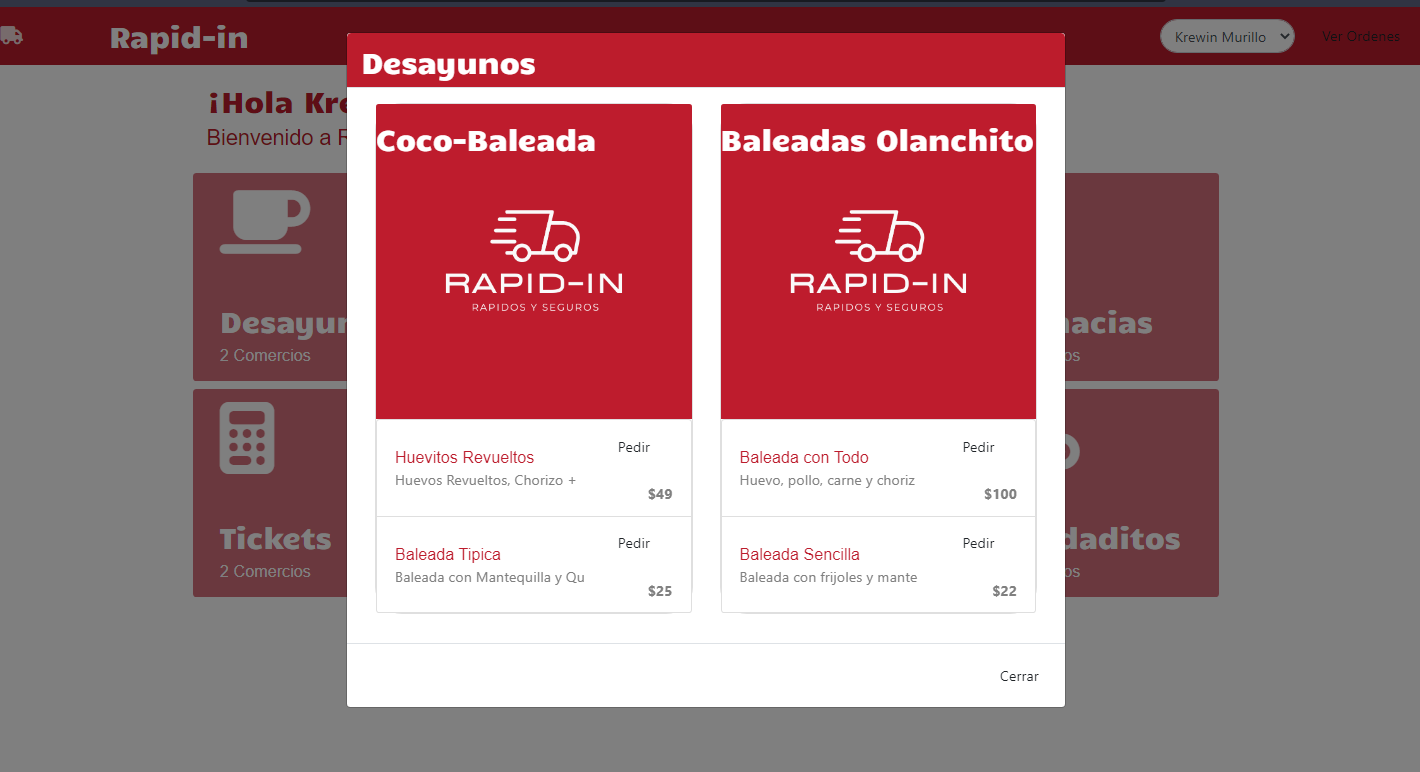 Rapid-in
Krewin Murillo
Ver Ordenes
¡Hola Kre
Bienvenido a R
Desayun
2 Comercios
Tickets
2 Comercios
Desayunos
Coco-Baleada
RAPID-IN
RAPIDOS Y SEGUROS
Huevitos Revueltos
Pedir
Huevos Revueltos, Chorizo +
$49
Baleada Tipica
Pedir
Baleada con Mantequilla y Qu
$25
Baleadas Olanchito
RAPID-IN
RAPIDOS Y SEGUROS
Baleada con Todo
Pedir
Huevo, pollo, carne y choriz
$100
Baleada Sencilla
Pedir
Baleada con frijoles y mante
$22
Cerrar
nacias
os
daditos
os